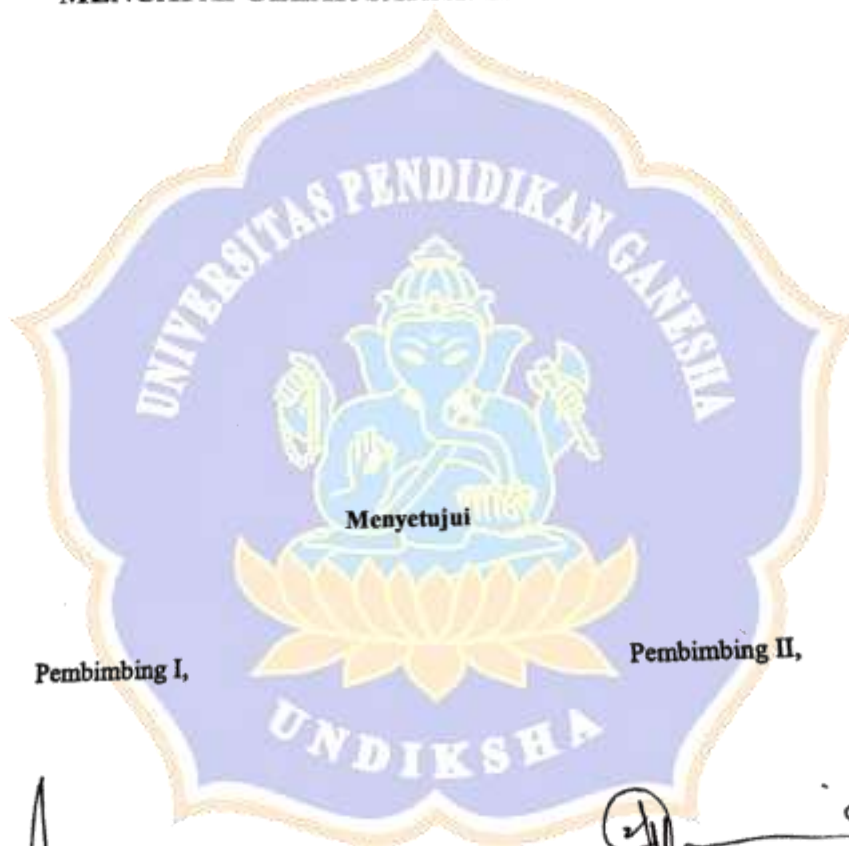 UNIVERSITAS PENDIDIKAN GANESHA
Menyetujui
Pembimbing I,
Pembimbing II,
UNDIKSHA